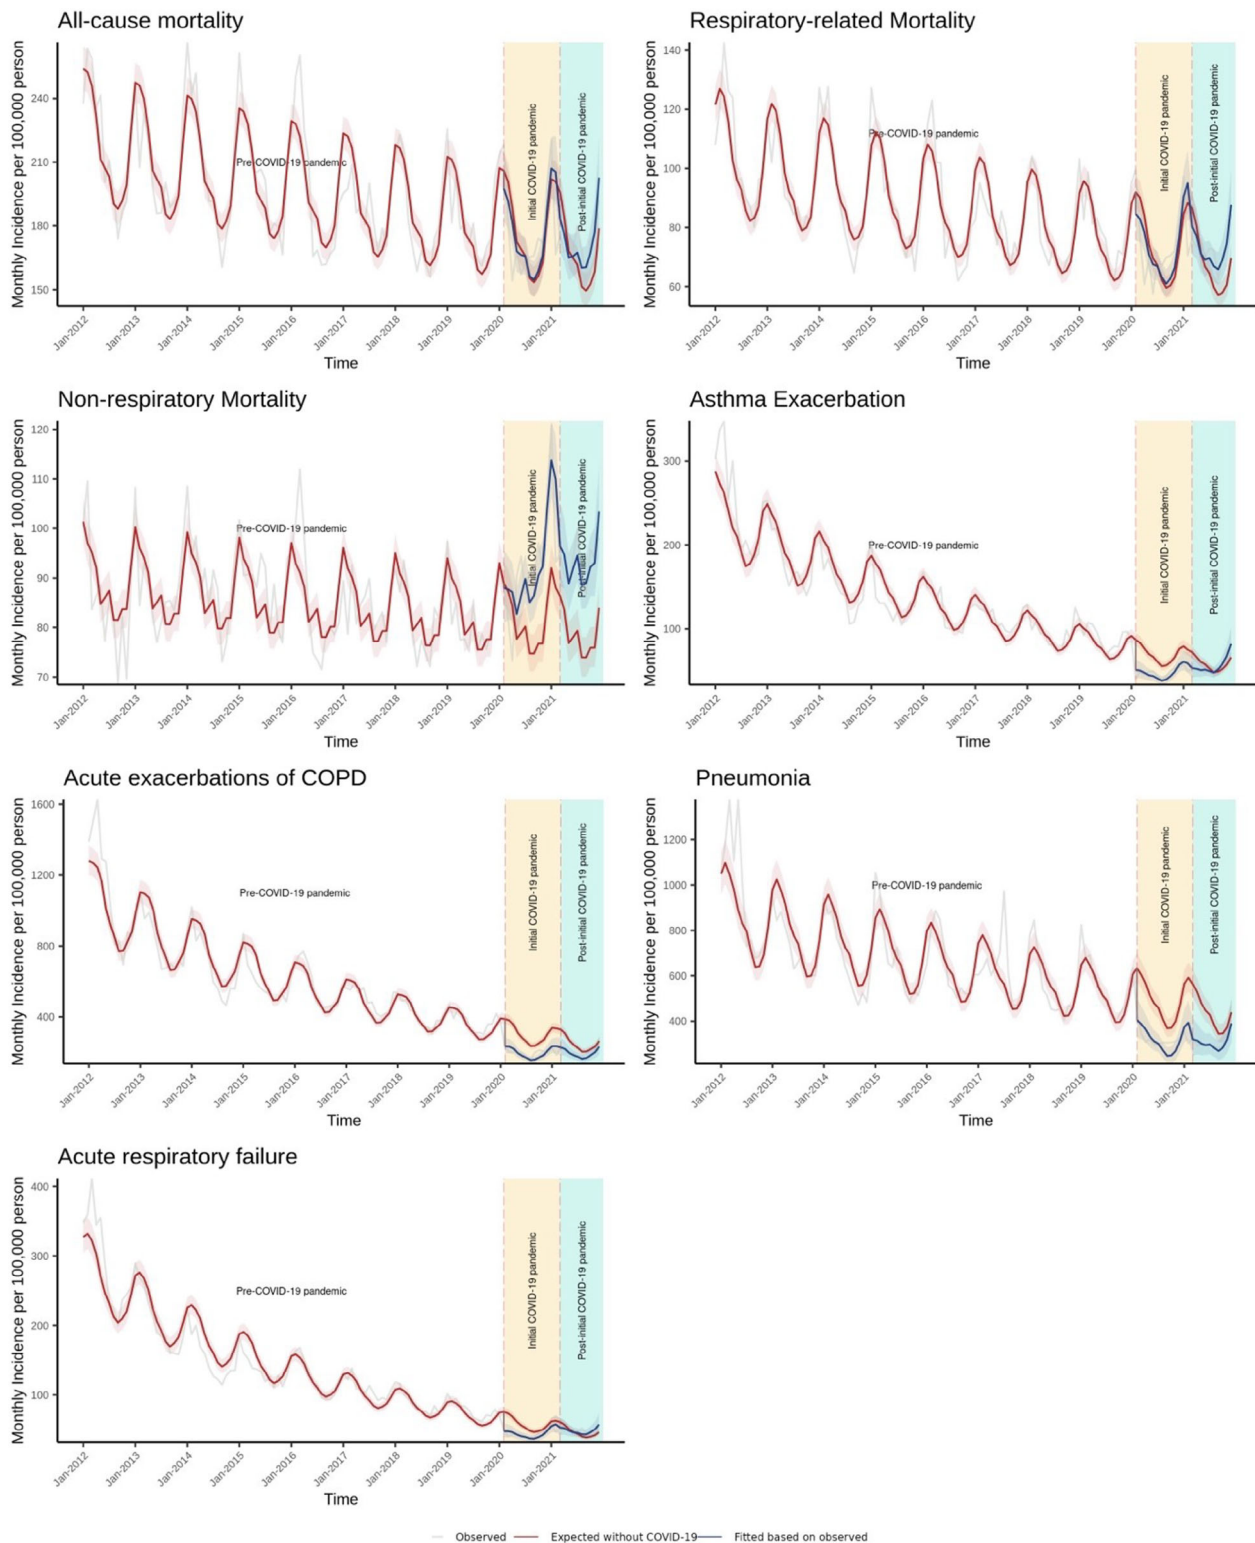 All-cause mortality
Monthly Incidence per 100,000 person
240
210
180
150
Pre-COVID-19 pandemic
Initial COVID-19 pandemic
Post-initial COVID-19 pandemic
Jan-2012
Jan-2013
Jan-2014
Jan-2015
Jan-2016
Jan-2017
Jan-2018
Jan-2019
Jan-2020
Jan-2021
Time
Respiratory-related Mortality
Monthly Incidence per 100,000 person
140
120
100
80
60
Pre-COVID-19 pandemic
Initial COVID-19 pandemic
Post-initial COVID-19 pandemic
Jan-2012
Jan-2013
Jan-2014
Jan-2015
Jan-2016
Jan-2017
Jan-2018
Jan-2019
Jan-2020
Jan-2021
Time
Non-respiratory Mortality
Monthly Incidence per 100,000 person
120
110
100
90
80
70
Pre-COVID-19 pandemic
Initial COVID-19 pandemic
Post-initial COVID-19 pandemic
Jan-2012
Jan-2013
Jan-2014
Jan-2015
Jan-2016
Jan-2017
Jan-2018
Jan-2019
Jan-2020
Jan-2021
Time
Asthma Exacerbation
Monthly Incidence per 100,000 person
300
200
100
Pre-COVID-19 pandemic
Initial COVID-19 pandemic
Post-initial COVID-19 pandemic
Jan-2012
Jan-2013
Jan-2014
Jan-2015
Jan-2016
Jan-2017
Jan-2018
Jan-2019
Jan-2020
Jan-2021
Time
Acute exacerbations of COPD
Monthly Incidence per 100,000 person
1600
1200
800
400
Pre-COVID-19 pandemic
Initial COVID-19 pandemic
Post-initial COVID-19 pandemic
Jan-2012
Jan-2013
Jan-2014
Jan-2015
Jan-2016
Jan-2017
Jan-2018
Jan-2019
Jan-2020
Jan-2021
Time
Pneumonia
Monthly Incidence per 100,000 person
1200
1000
800
600
400
Pre-COVID-19 pandemic
Initial COVID-19 pandemic
Post-initial COVID-19 pandemic
Jan-2012
Jan-2013
Jan-2014
Jan-2015
Jan-2016
Jan-2017
Jan-2018
Jan-2019
Jan-2020
Jan-2021
Time
Acute respiratory failure
Monthly Incidence per 100,000 person
400
300
200
100
Pre-COVID-19 pandemic
Initial COVID-19 pandemic
Post-initial COVID-19 pandemic
Jan-2012
Jan-2013
Jan-2014
Jan-2015
Jan-2016
Jan-2017
Jan-2018
Jan-2019
Jan-2020
Jan-2021
Time
Observed Expected without COVID-19 Fitted based on observed